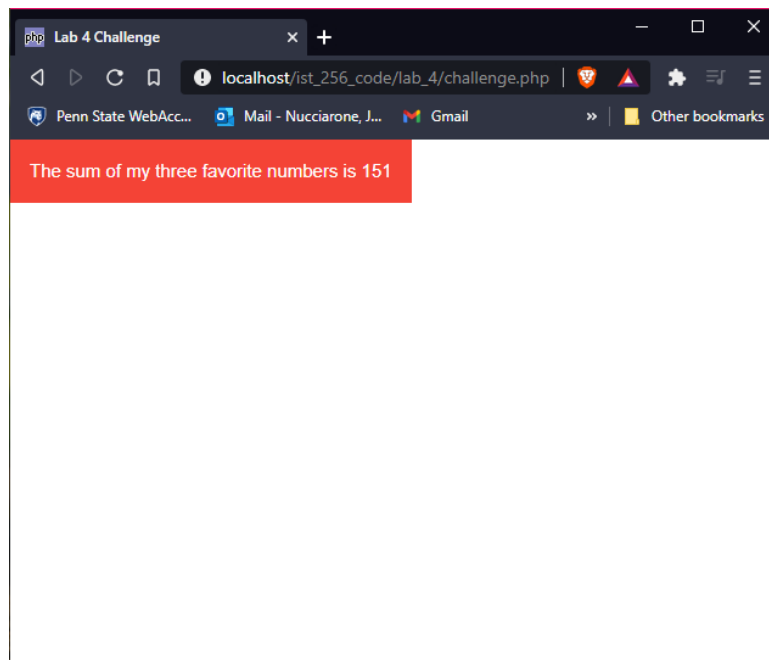 php Lab 4 Challenge
localhost/ist_256_code/lab_4/challenge.php
Penn State WebAcc... Mail - Nucciarone, J... Gmail » Other bookmarks
The sum of my three favorite numbers is 151